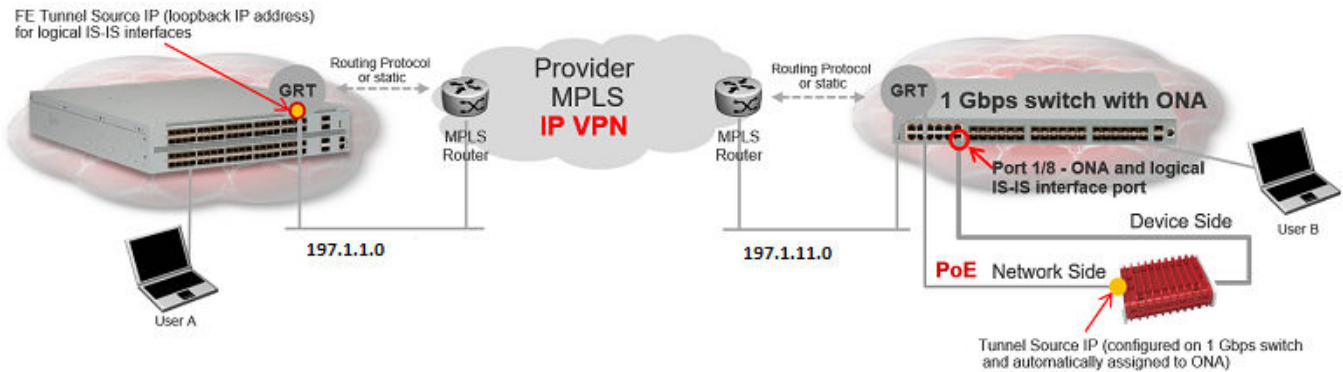 FE Tunnel Source IP (loopback IP address)
for logical IS-IS interfaces
GRT
Routing Protocol
or static
MPLS
Router
Provider
MPLS
IP VPN
MPLS
Router
Routing Protocol
or static
GRT
1 Gbps switch with ONA
Port 1/8 - ONA and logical
IS-IS interface port
User A
197.1.1.0
197.1.11.0
Device Side
User B
PoE
Network Side
Tunnel Source IP (configured on 1 Gbps switch
and automatically assigned to ONA)